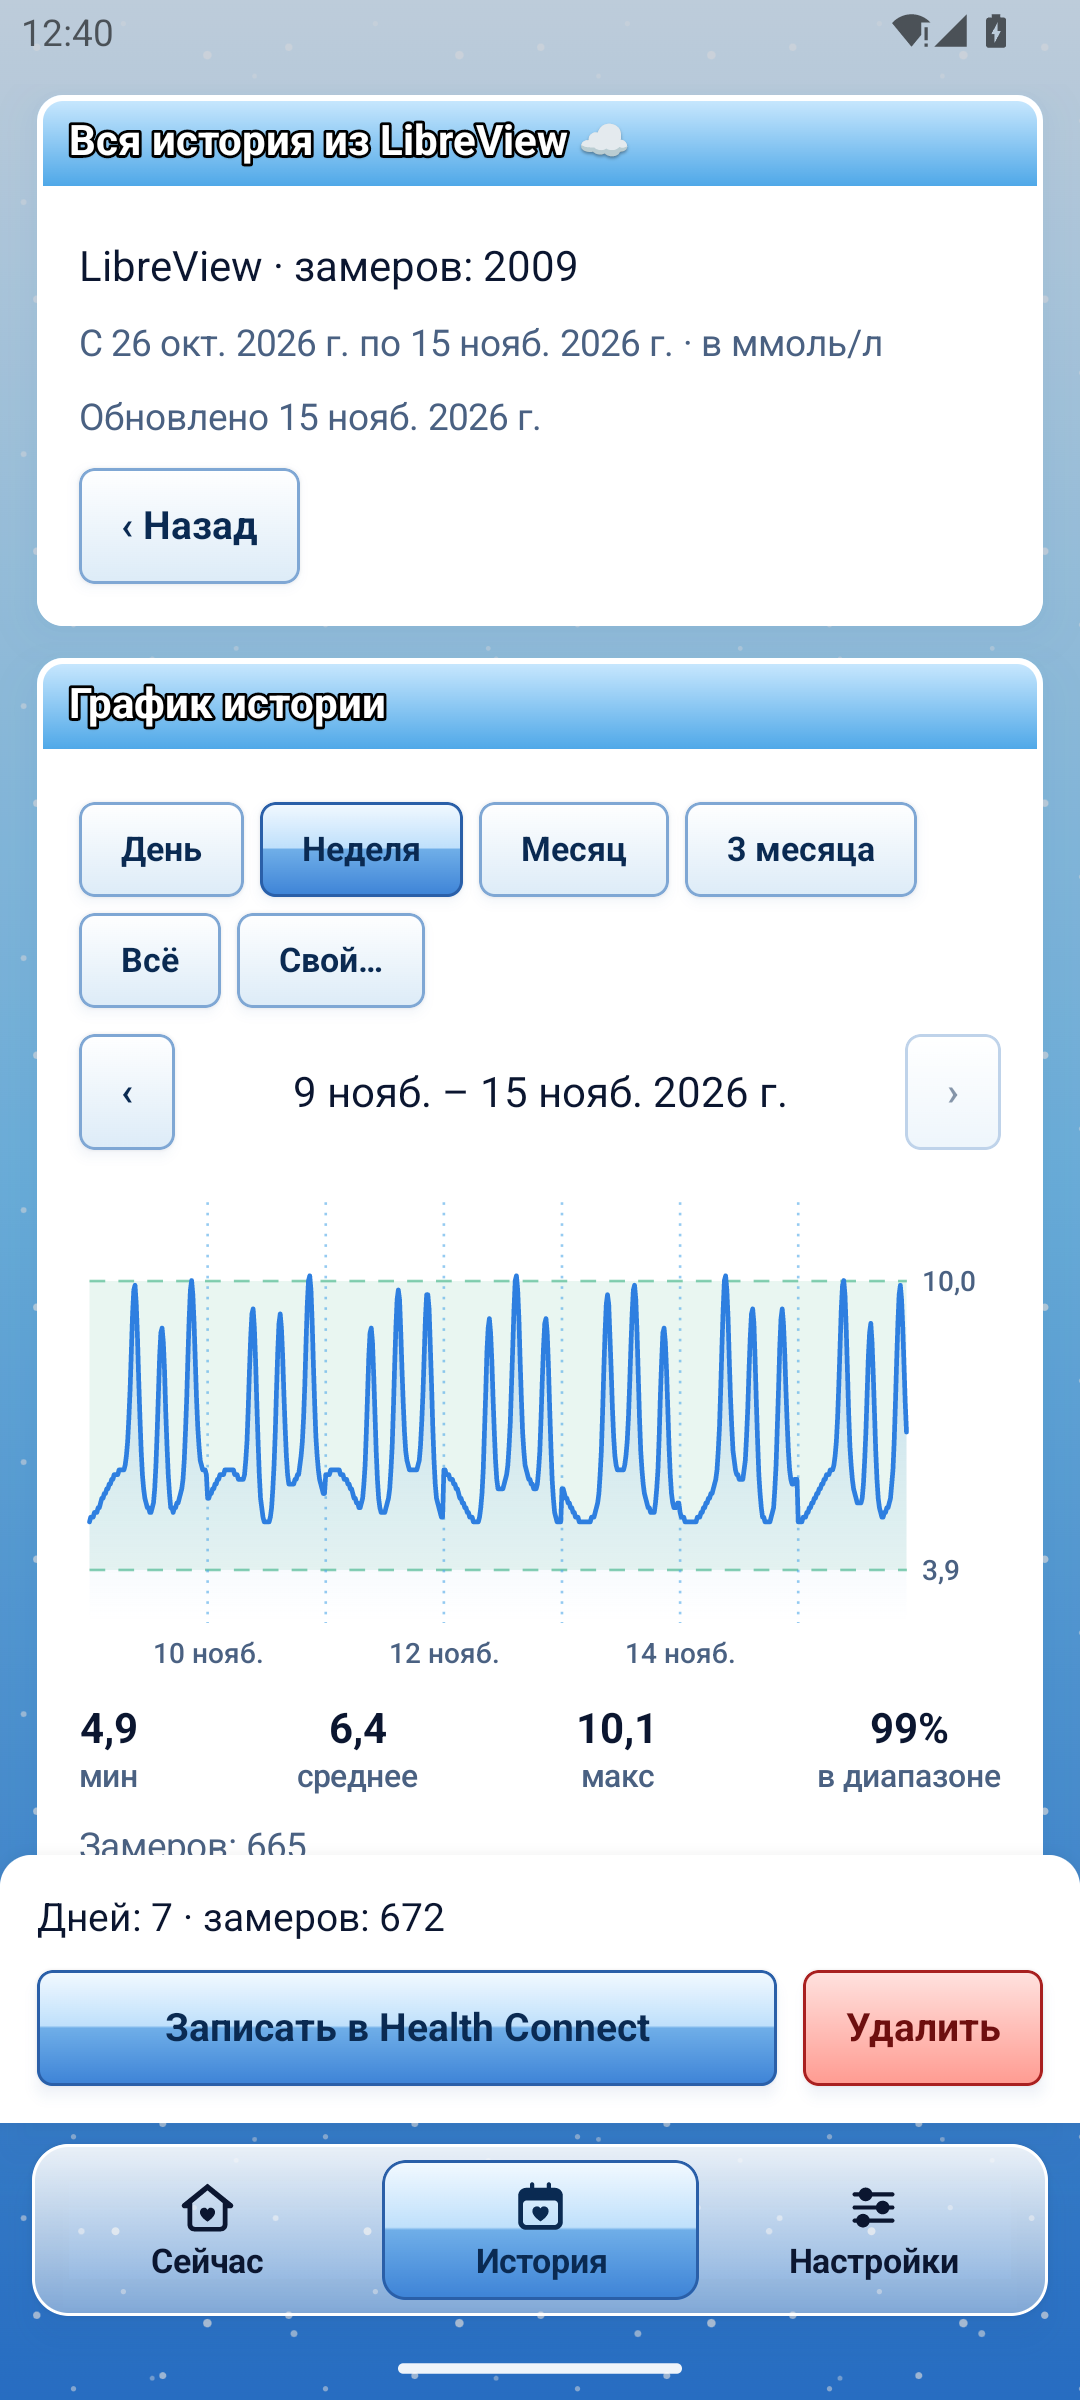 12:40
Вся история из LibreView ☁️
LibreView · замеров: 2009
С 26 окт. 2026 г. по 15 нояб. 2026 г. · в ммоль/л
Обновлено 15 нояб. 2026 г.
‹ Назад
График истории
День Неделя Месяц 3 месяца
Всё Свой…
‹ 9 нояб. – 15 нояб. 2026 г. ›
10,0
3,9
10 нояб. 12 нояб. 14 нояб.
4,9 6,4 10,1 99%
мин среднее макс в диапазоне
Замеров: 665
Дней: 7 · замеров: 672
Записать в Health Connect Удалить
Сейчас История Настройки